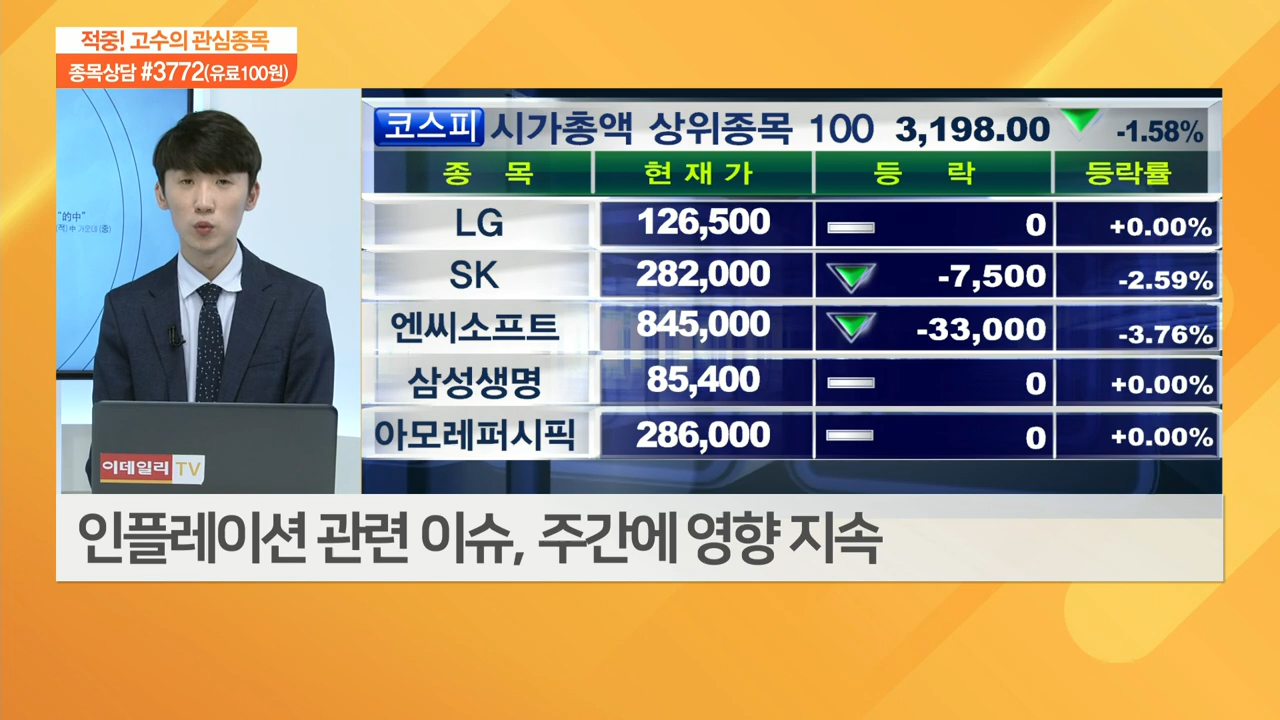 적중! 고수의 관심종목
종목상담 #3772(유료100원)
"的中"
코스피 시가총액 상위종목 100 3,198.00 -1.58%
종 목 현 재 가 등 락 등락률
LG 126,500 0 +0.00%
SK 282,000 -7,500 -2.59%
엔씨소프트 845,000 -33,000 -3.76%
삼성생명 85,400 0 +0.00%
아모레퍼시픽 286,000 0 +0.00%
이데일리 TV
인플레이션 관련 이슈, 주간에 영향 지속